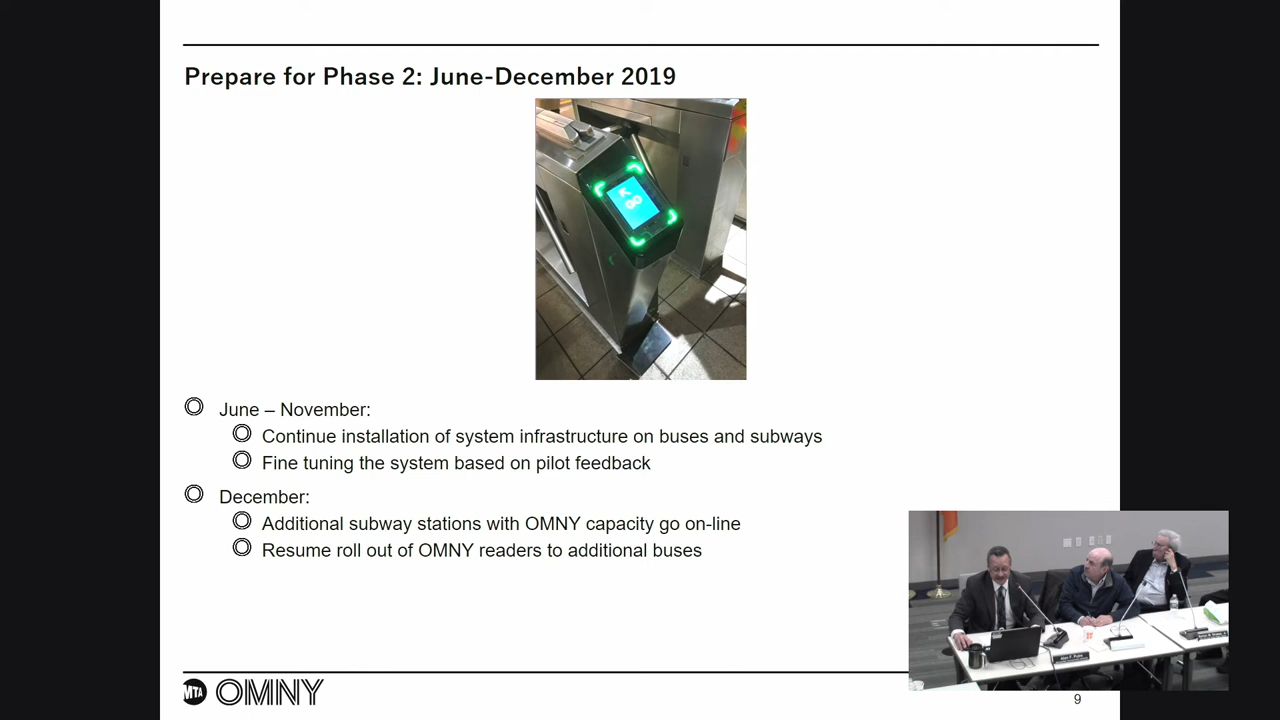 Prepare for Phase 2: June-December 2019
June – November:
Continue installation of system infrastructure on buses and subways
Fine tuning the system based on pilot feedback
December:
Additional subway stations with OMNY capacity go on-line
Resume roll out of OMNY readers to additional buses
MTA OMNY
9